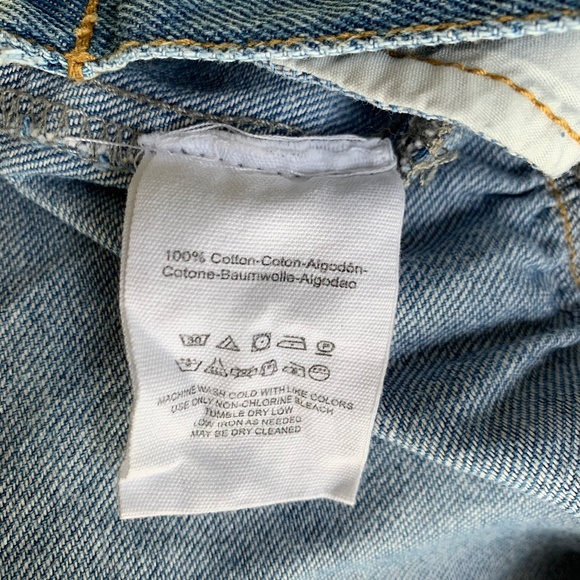 100% Cotton-Coton-Algodón-
Cotone-Baumwolle-Algodao
30 P
MACHINE WASH COLD WITH LIKE COLORS
USE ONLY NON-CHLORINE BLEACH
TUMBLE DRY LOW
LOW IRON AS NEEDED
MAY BE DRY CLEANED